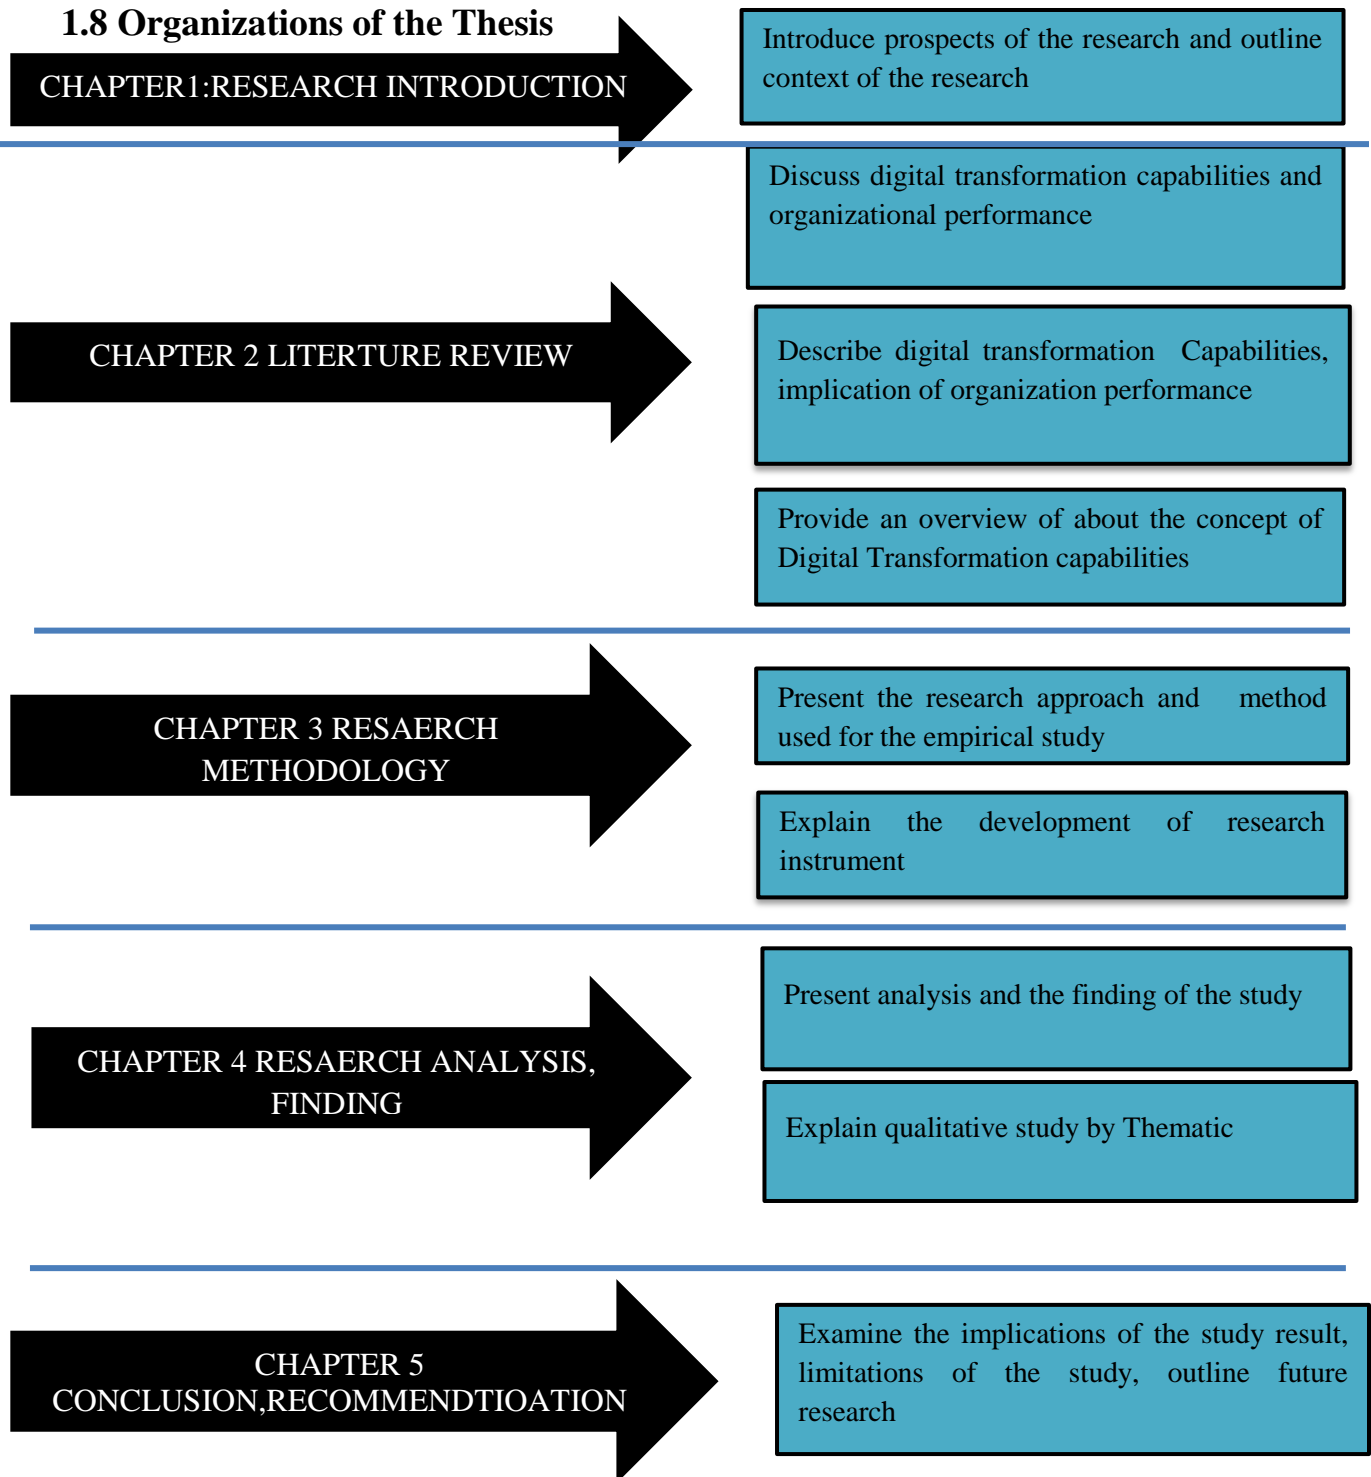 1.8 Organizations of the Thesis
CHAPTER1:RESEARCH INTRODUCTION
Introduce prospects of the research and outline
context of the research
Discuss digital transformation capabilities and
organizational performance
CHAPTER 2 LITERTURE REVIEW
Describe digital transformation Capabilities,
implication of organization performance
Provide an overview of about the concept of
Digital Transformation capabilities
CHAPTER 3 RESAERCH
METHODOLOGY
Present the research approach and method
used for the empirical study
Explain the development of research
instrument
CHAPTER 4 RESAERCH ANALYSIS,
FINDING
Present analysis and the finding of the study
Explain qualitative study by Thematic
CHAPTER 5
CONCLUSION,RECOMMENDTIOATION
Examine the implications of the study result,
limitations of the study, outline future
research